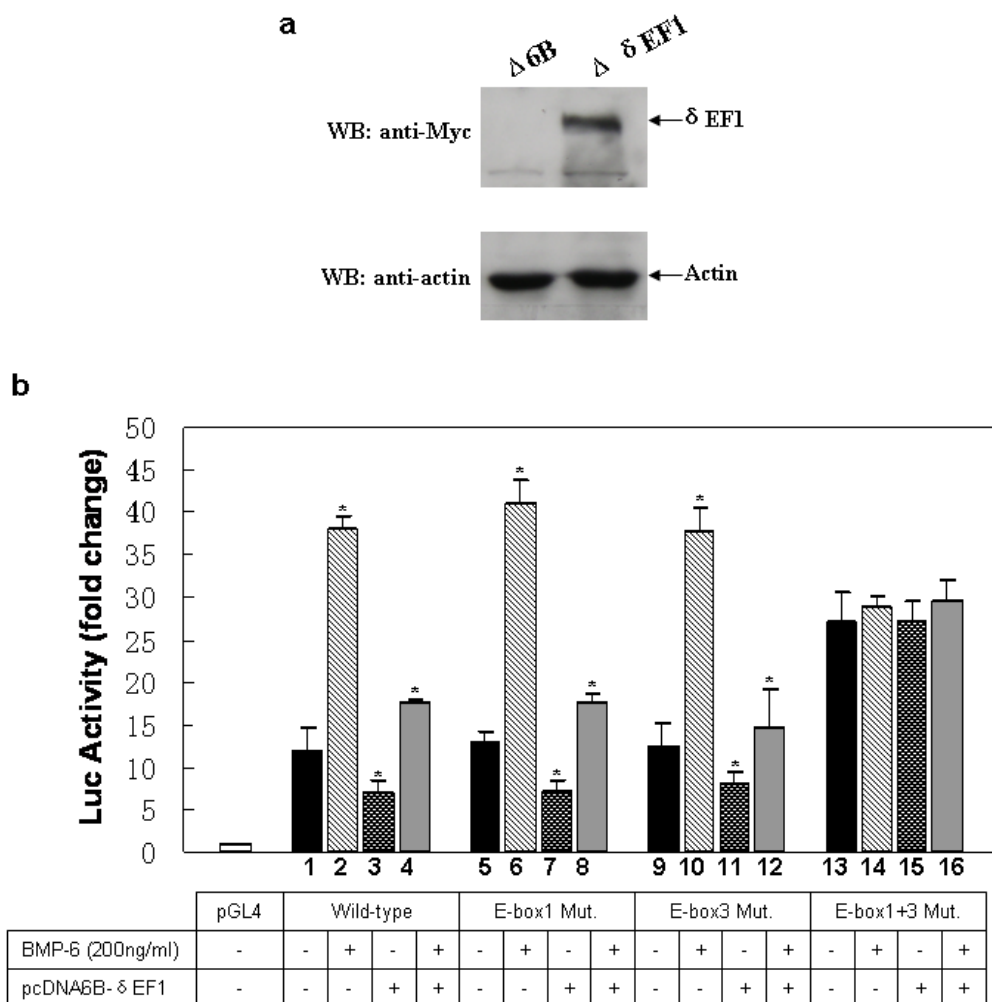 a
Δ6B
Δ δEF1
WB: anti-Myc
δ EF1
WB: anti-actin
Actin
b
Luc Activity (fold change)
50
45
40
35
30
25
20
15
10
5
0
* * * * * * * * *
1 2 3 4 5 6 7 8 9 10 11 12 13 14 15 16
pGL4 Wild-type E-box1 Mut. E-box3 Mut. E-box1+3 Mut.
BMP-6 (200ng/ml) - - + - + - + - + - + - + - + - +
pcDNA6B- δ EF1 - - - + + - - + + - - + + - - + +